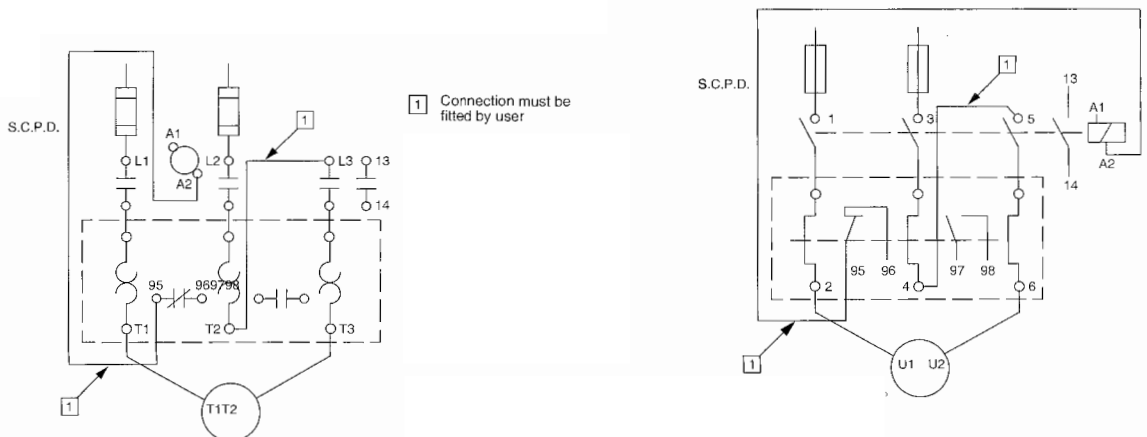 S.C.P.D.
A1
A2
L1
L2
L3
13
14
1
1 Connection must be
fitted by user
95
969798
T1
T2
T3
1
T1T2
S.C.P.D.
1
1
3
5
13
A1
A2
14
95
96
97
98
2
4
6
1
U1 U2